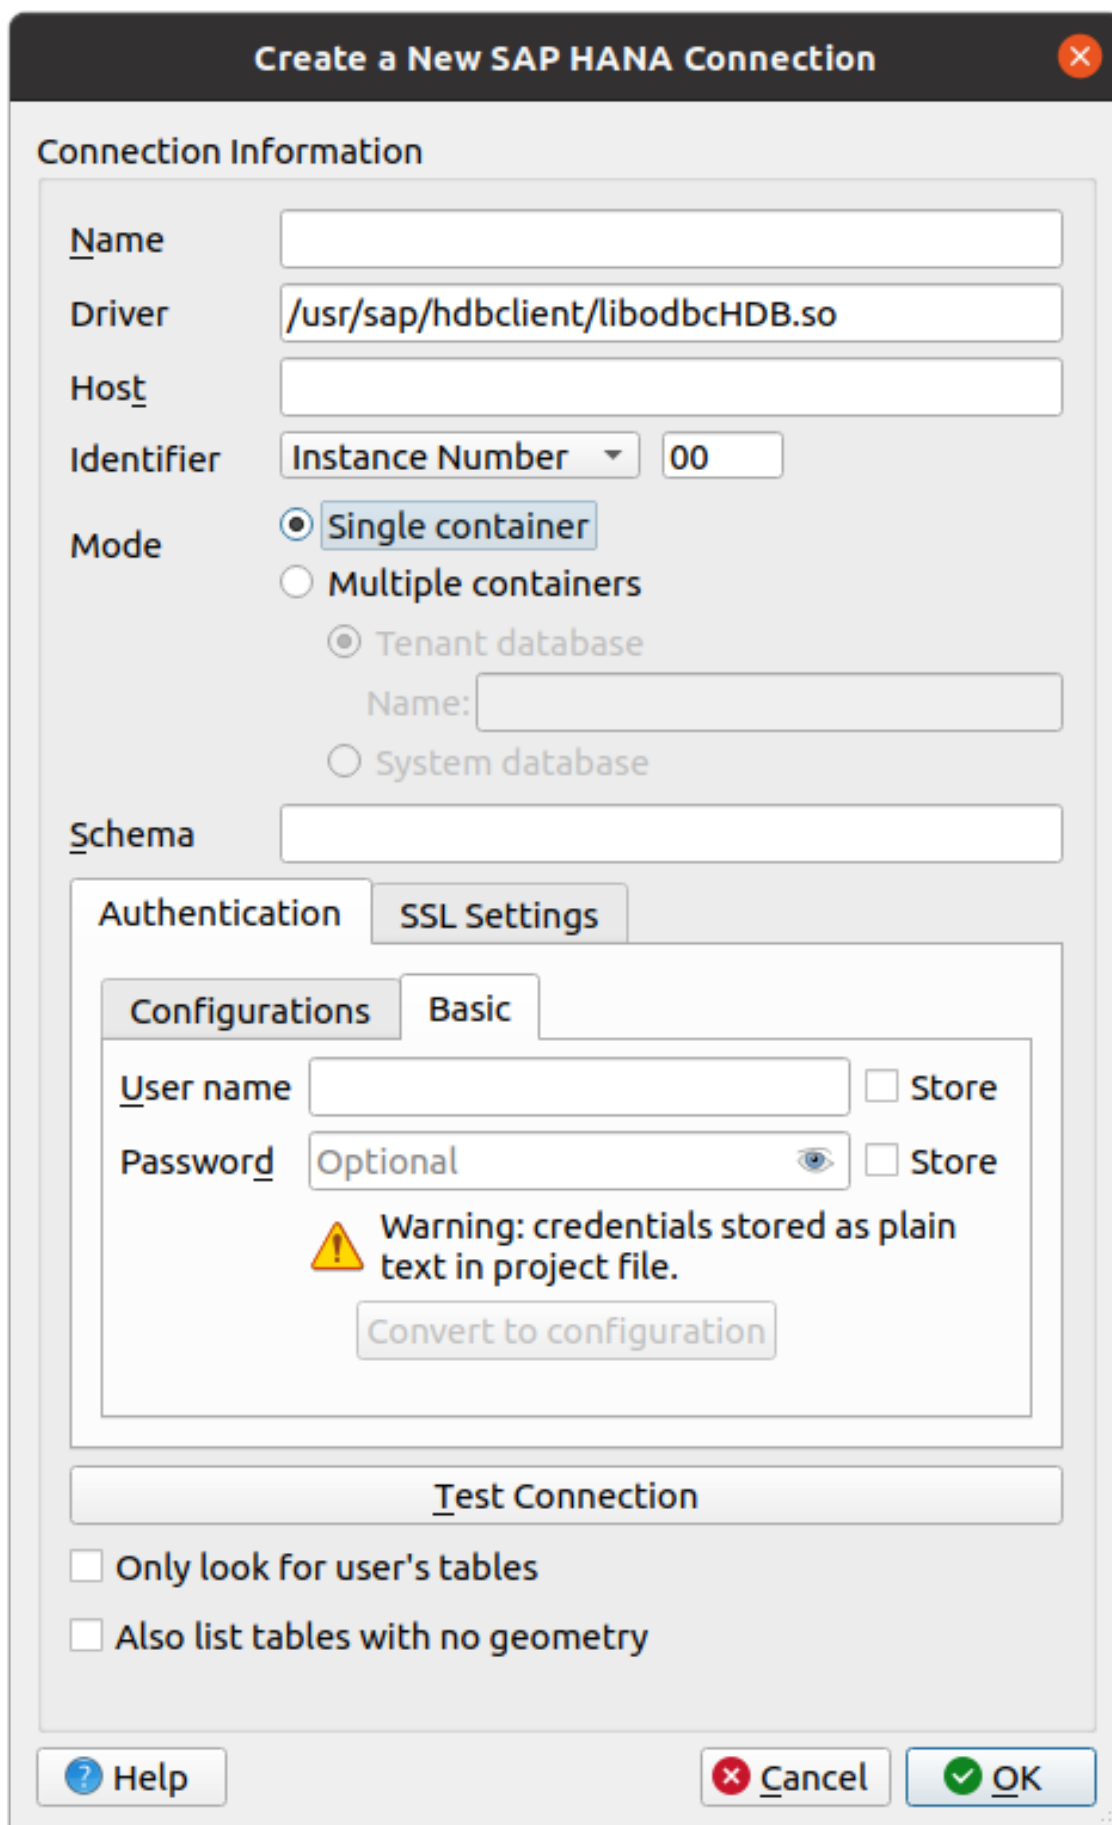 Create a New SAP HANA Connection
Connection Information
Name
Driver /usr/sap/hdbclient/libodbcHDB.so
Host
Identifier Instance Number 00
Mode Single container
Multiple containers
Tenant database
Name:
System database
Schema
Authentication SSL Settings
Configurations Basic
User name Store
Password Optional Store
Warning: credentials stored as plain
text in project file.
Convert to configuration
Test Connection
Only look for user's tables
Also list tables with no geometry
Help Cancel OK